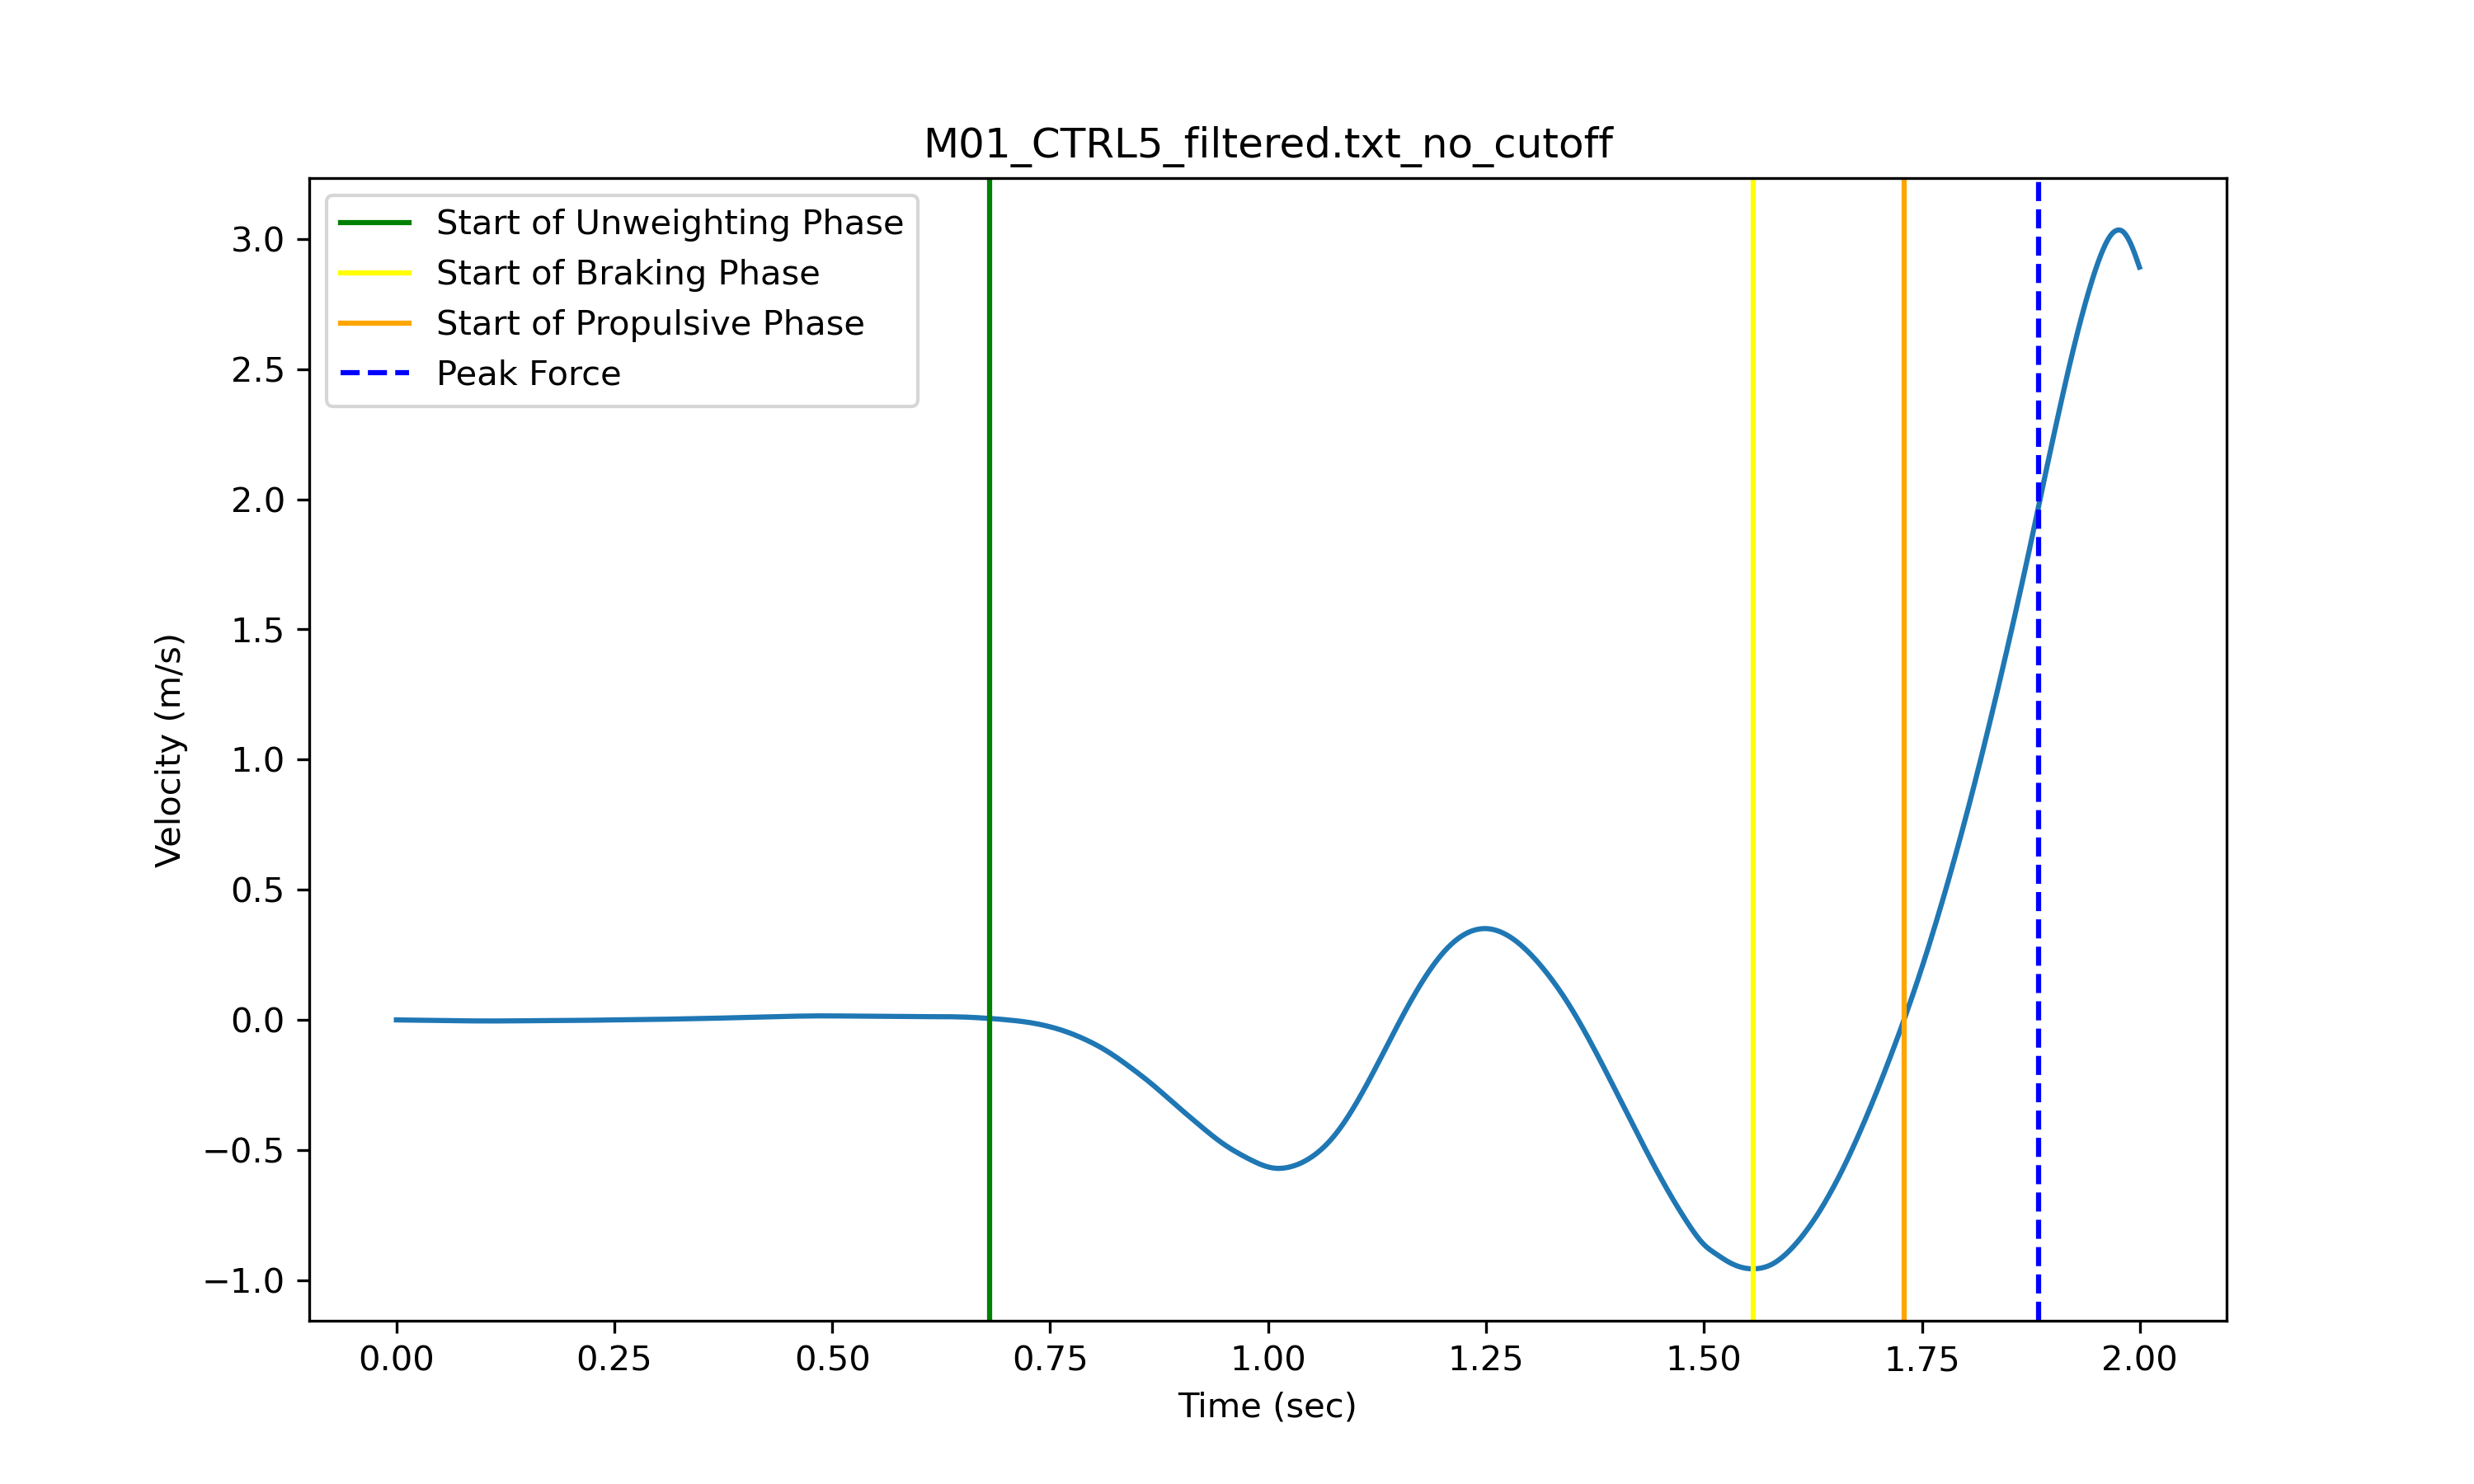 M01_CTRL5_filtered.txt_no_cutoff
Start of Unweighting Phase
Start of Braking Phase
Start of Propulsive Phase
Peak Force
Velocity (m/s)
3.0
2.5
2.0
1.5
1.0
0.5
0.0
−0.5
−1.0
0.00 0.25 0.50 0.75 1.00 1.25 1.50 1.75 2.00
Time (sec)